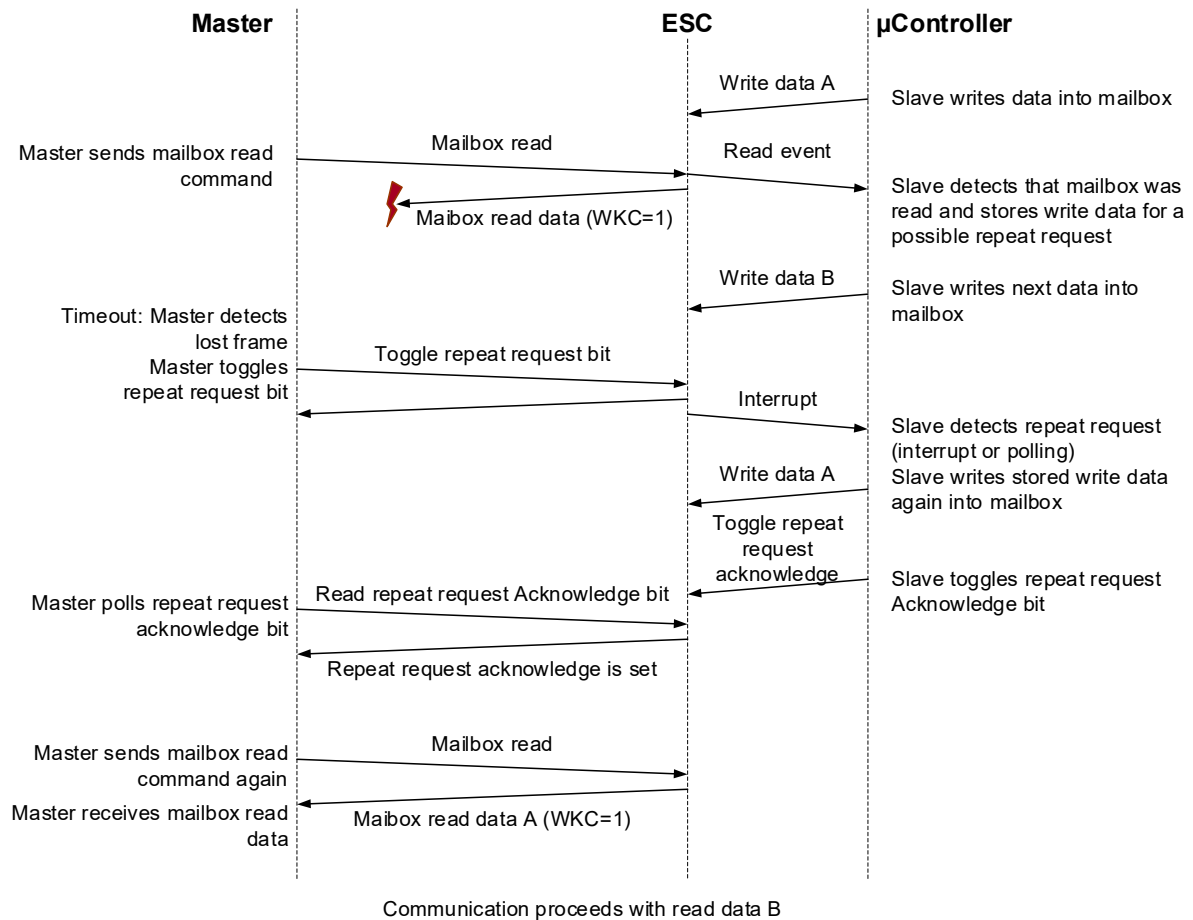 Master
ESC
µController
Write data A
Slave writes data into mailbox
Mailbox read
Read event
Master sends mailbox read
command
Slave detects that mailbox was
read and stores write data for a
possible repeat request
Maibox read data (WKC=1)
Write data B
Slave writes next data into
mailbox
Timeout: Master detects
lost frame
Master toggles
repeat request bit
Toggle repeat request bit
Interrupt
Slave detects repeat request
(interrupt or polling)
Write data A
Slave writes stored write data
again into mailbox
Toggle repeat
request
acknowledge
Slave toggles repeat request
Acknowledge bit
Read repeat request Acknowledge bit
Master polls repeat request
acknowledge bit
Repeat request acknowledge is set
Mailbox read
Master sends mailbox read
command again
Master receives mailbox read
data
Maibox read data A (WKC=1)
Communication proceeds with read data B